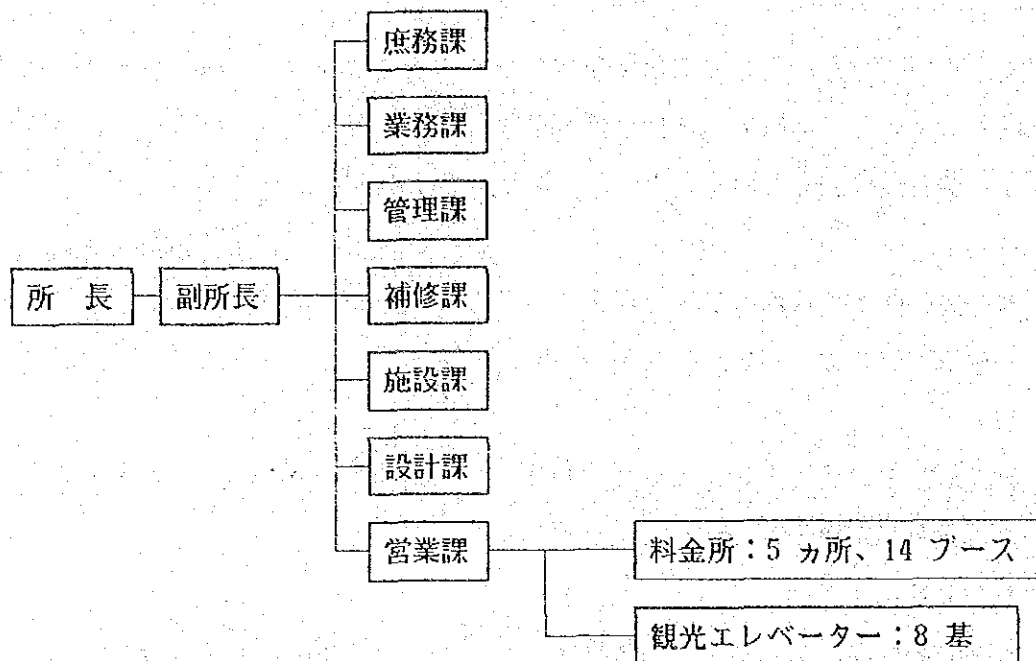 庶務課
業務課
管理課
所 長
副所長
補修課
施設課
設計課
営業課
料金所：5 ヵ所、14 ブース
観光エレベーター：8 基